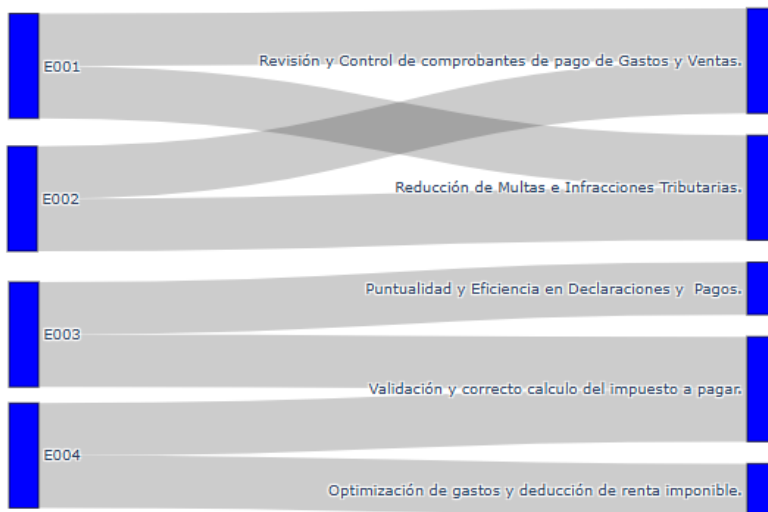 E001
Revisión y Control de comprobantes de pago de Gastos y Ventas.
E002
Reducción de Multas e Infracciones Tributarias.
Puntualidad y Eficiencia en Declaraciones y  Pagos.
E003
Validación y correcto calculo del impuesto a pagar.
E004
Optimización de gastos y deducción de renta imponible.